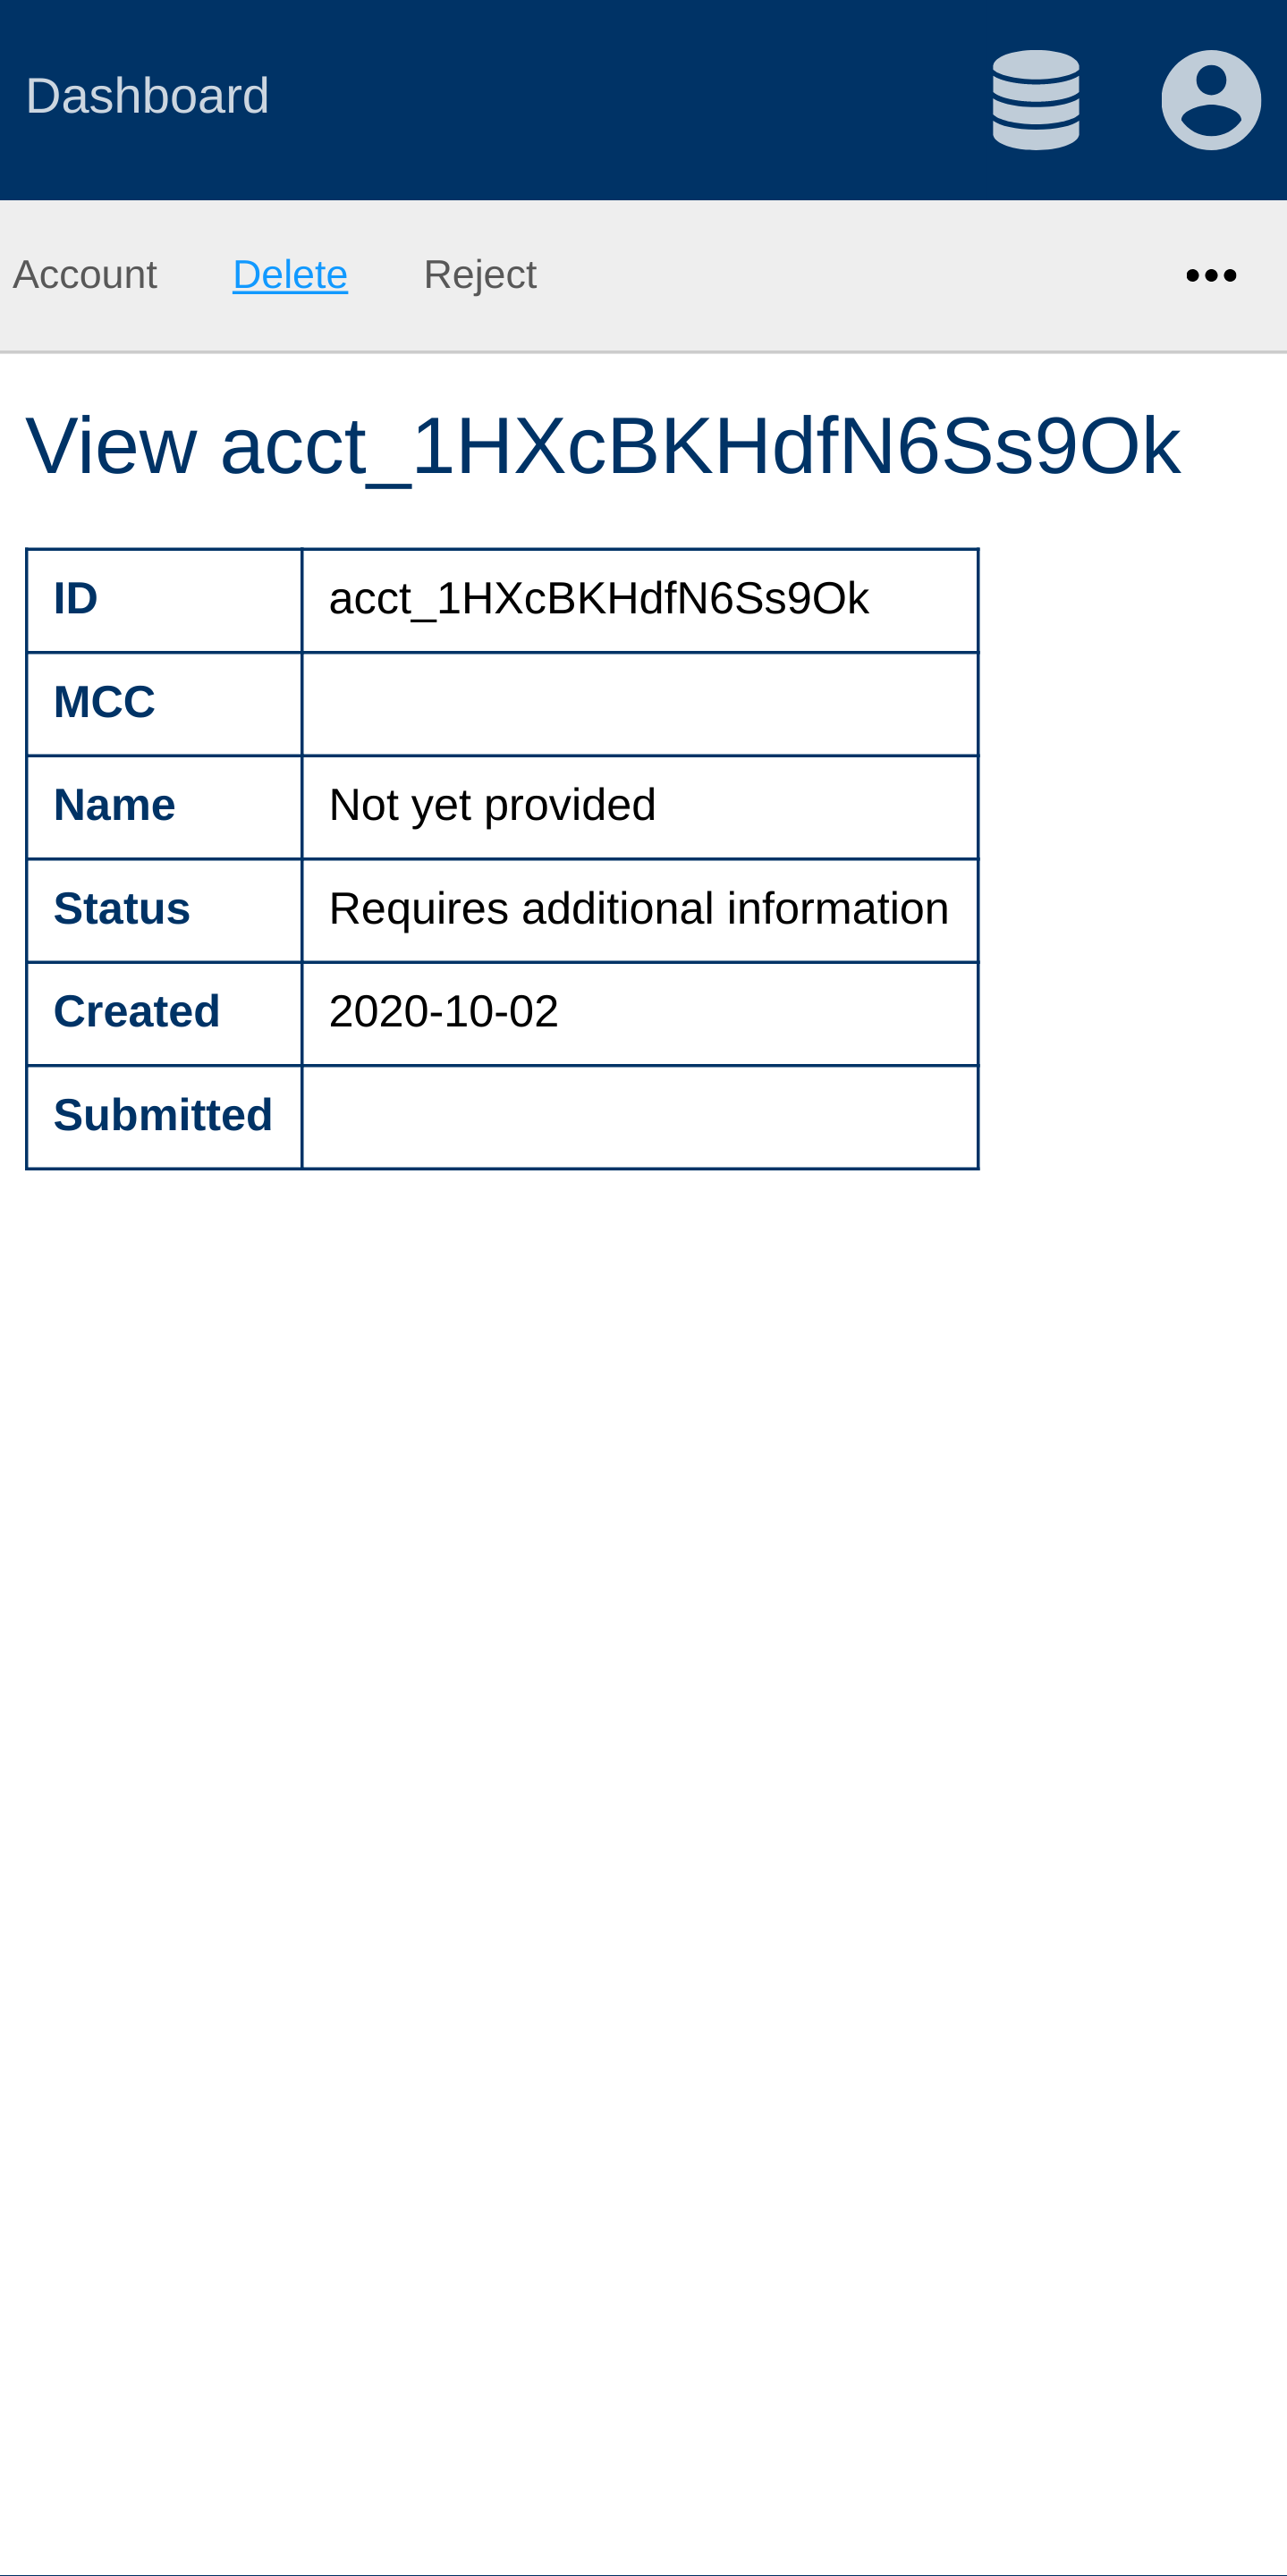 Dashboard
Account Delete Reject
View acct_1HXcBKHdfN6Ss9Ok
ID acct_1HXcBKHdfN6Ss9Ok
MCC
Name Not yet provided
Status Requires additional information
Created 2020-10-02
Submitted